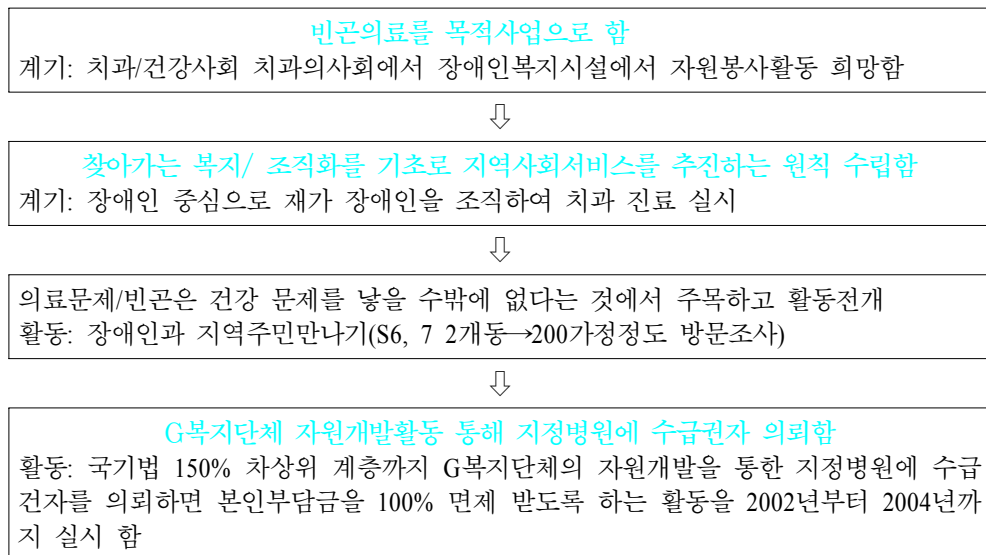 빈곤의료를 목적사업으로 함
계기: 치과/건강사회 치과의사회에서 장애인복지시설에서 자원봉사활동 희망함
⇩
찾아가는 복지/ 조직화를 기초로 지역사회서비스를 추진하는 원칙 수립함
계기: 장애인 중심으로 재가 장애인을 조직하여 치과 진료 실시
⇩
의료문제/빈곤은 건강 문제를 낳을 수밖에 없다는 것에서 주목하고 활동전개
활동: 장애인과 지역주민만나기(S6, 7 2개동→200가정정도 방문조사)
⇩
G복지단체 자원개발활동 통해 지정병원에 수급권자 의뢰함
활동: 국기법 150% 차상위 계층까지 G복지단체의 자원개발을 통한 지정병원에 수급
건자를 의뢰하면 본인부담금을 100% 면제 받도록 하는 활동을 2002년부터 2004년까
지 실시 함